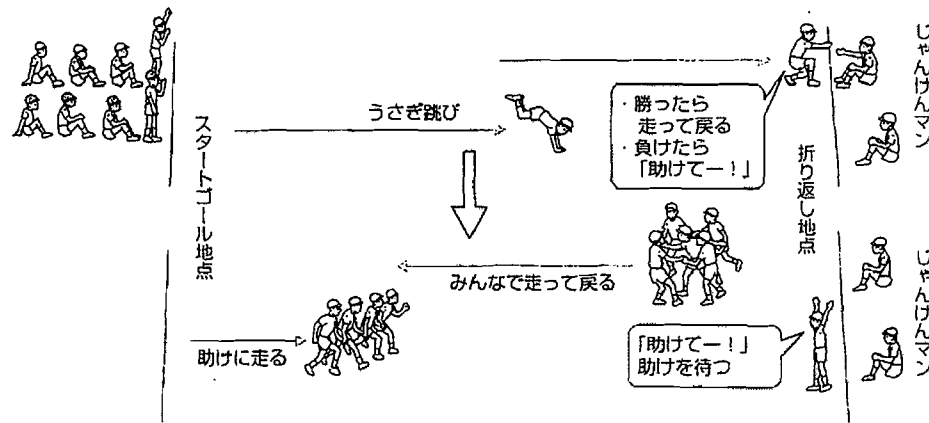 スタートゴール地点
うさぎ跳び
・勝ったら
走って戻る
・負けたら
「助けてー！」
折り返し地点
じゃんけんマン
みんなで走って戻る
助けに走る
「助けてー！」
助けを待つ
じゃんけんマン